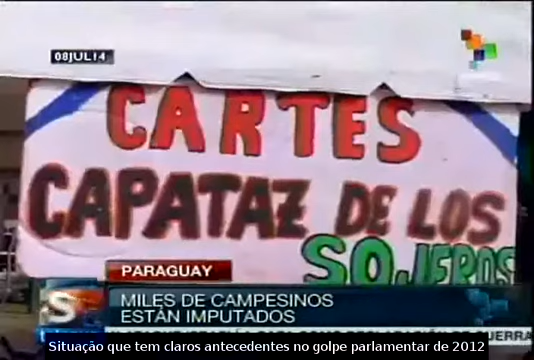 08JUL14
CARTES
CAPATAZ DE LOS
SOJEROS
PARAGUAY
MILES DE CAMPESINOS
ESTÁN IMPUTADOS
Situação que tem claros antecedentes no golpe parlamentar de 2012